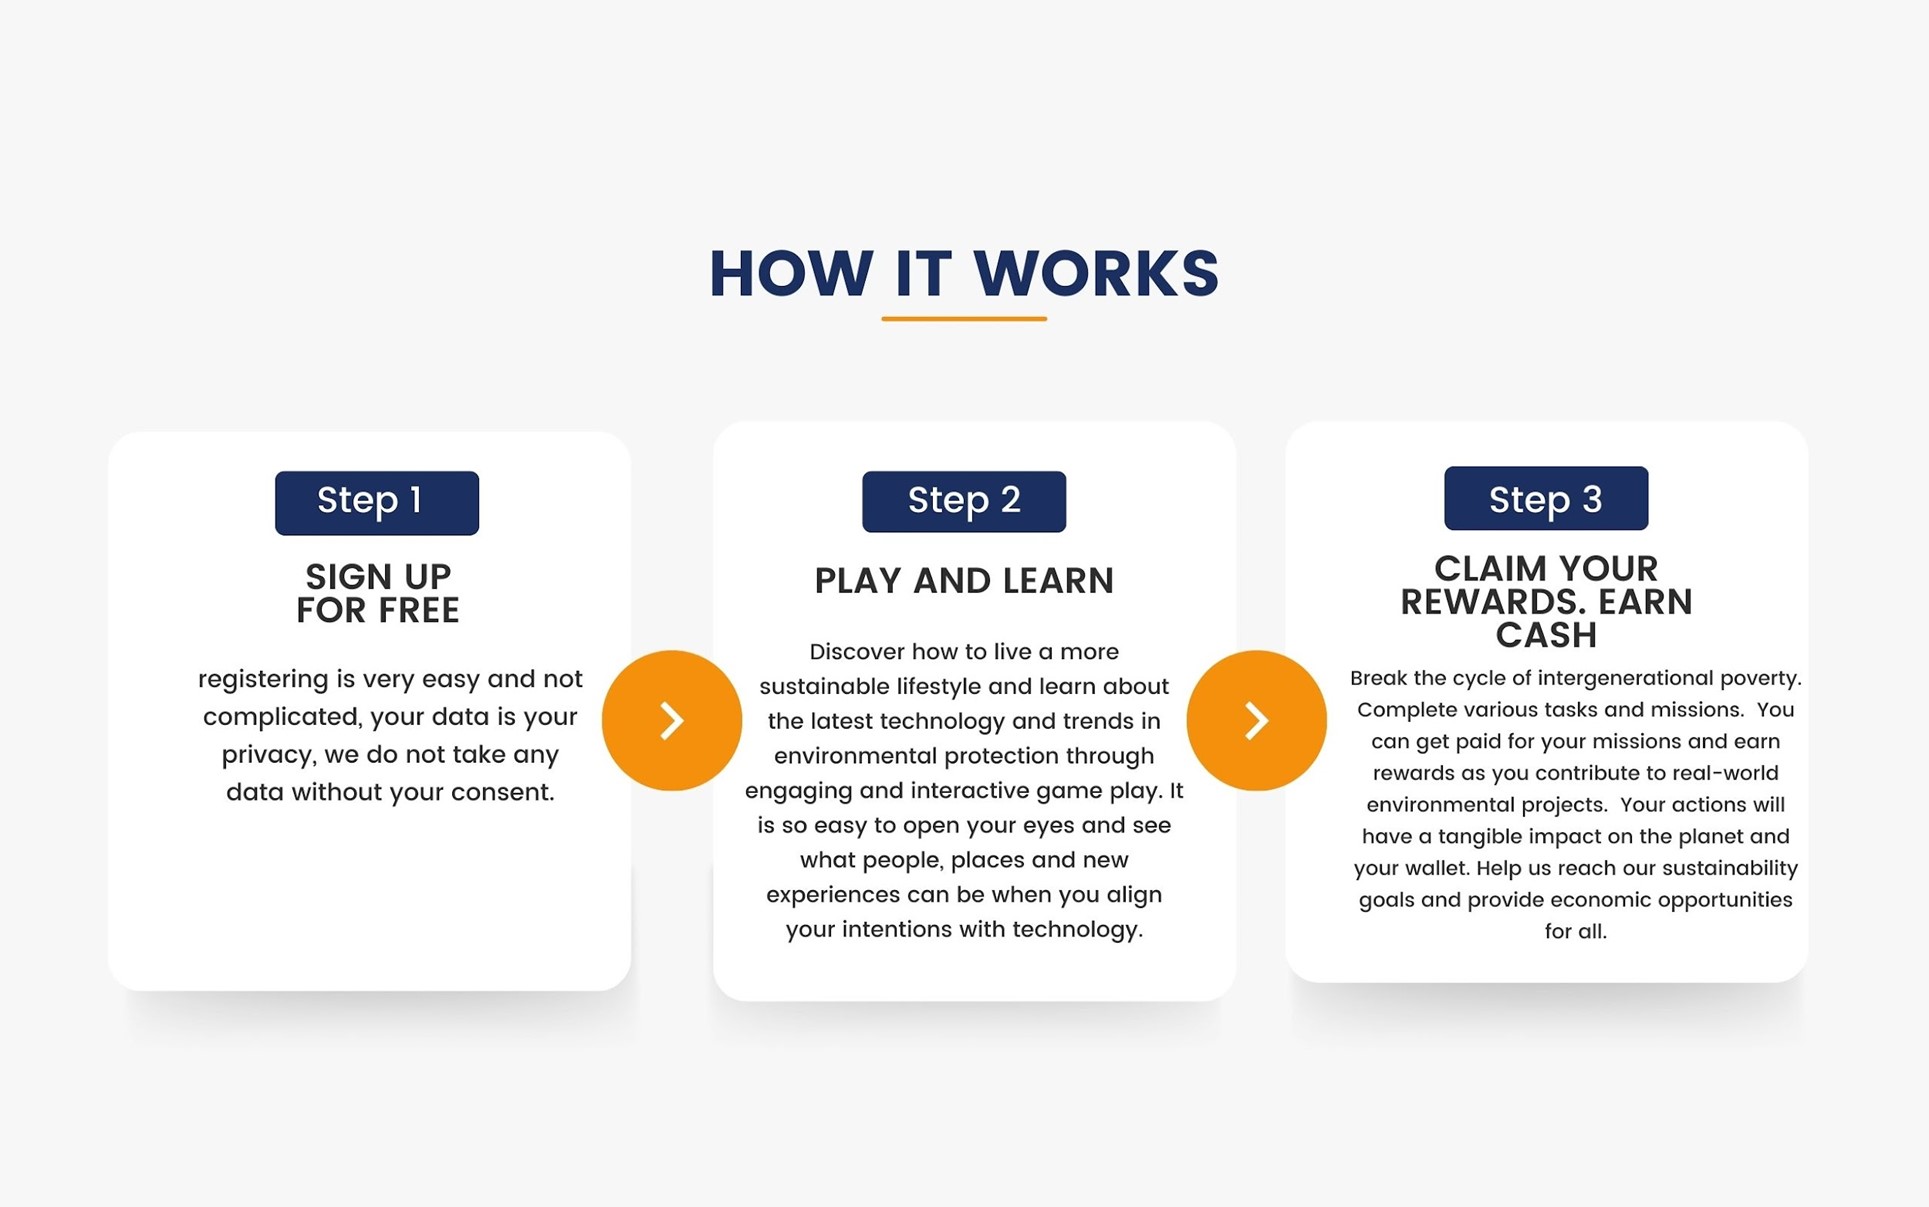 HOW IT WORKS
Step 1
SIGN UP
FOR FREE
registering is very easy and not
complicated, your data is your
privacy, we do not take any
data without your consent.
Step 2
PLAY AND LEARN
Discover how to live a more
sustainable lifestyle and learn about
the latest technology and trends in
environmental protection through
engaging and interactive game play. It
is so easy to open your eyes and see
what people, places and new
experiences can be when you align
your intentions with technology.
Step 3
CLAIM YOUR
REWARDS. EARN
CASH
Break the cycle of intergenerational poverty.
Complete various tasks and missions.  You
can get paid for your missions and earn
rewards as you contribute to real-world
environmental projects.  Your actions will
have a tangible impact on the planet and
your wallet. Help us reach our sustainability
goals and provide economic opportunities
for all.